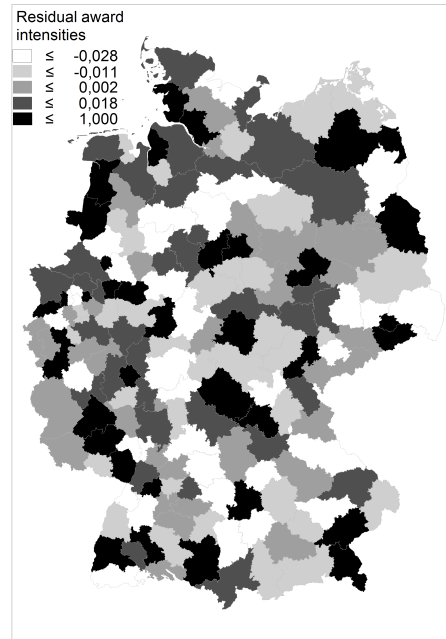 Residual award
intensities
≤ -0,028
≤ -0,011
≤ 0,002
≤ 0,018
≤ 1,000